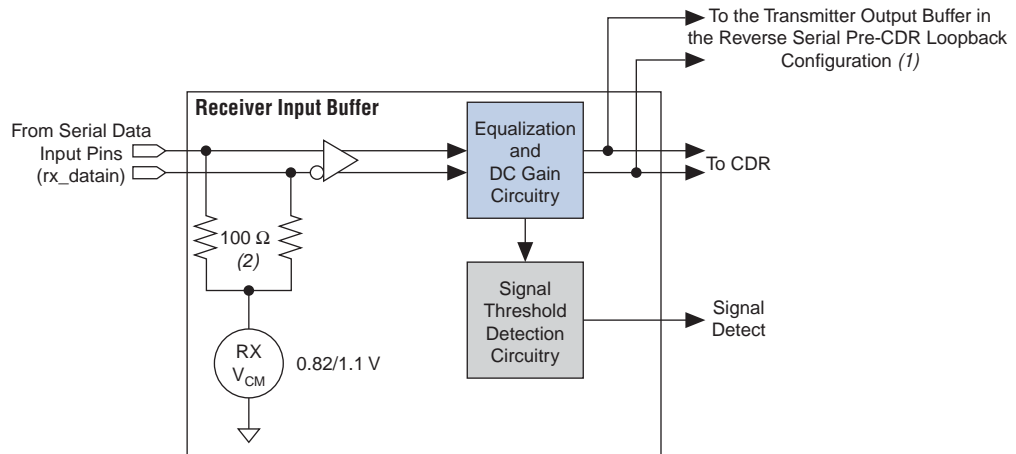 To the Transmitter Output Buffer in
the Reverse Serial Pre-CDR Loopback
Configuration (1)
Receiver Input Buffer
From Serial Data
Input Pins
(rx_datain)
Equalization
and
DC Gain
Circuitry
To CDR
100 Ω
(2)
Signal
Threshold
Detection
Circuitry
Signal
Detect
RX
VCM
0.82/1.1 V